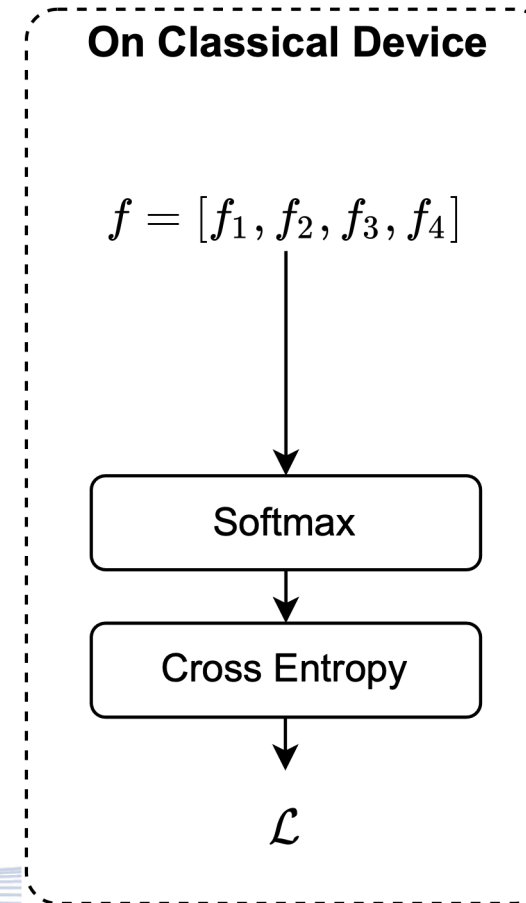 On Classical Device
f = [f₁, f₂, f₃, f₄]
Softmax
Cross Entropy
ℒ